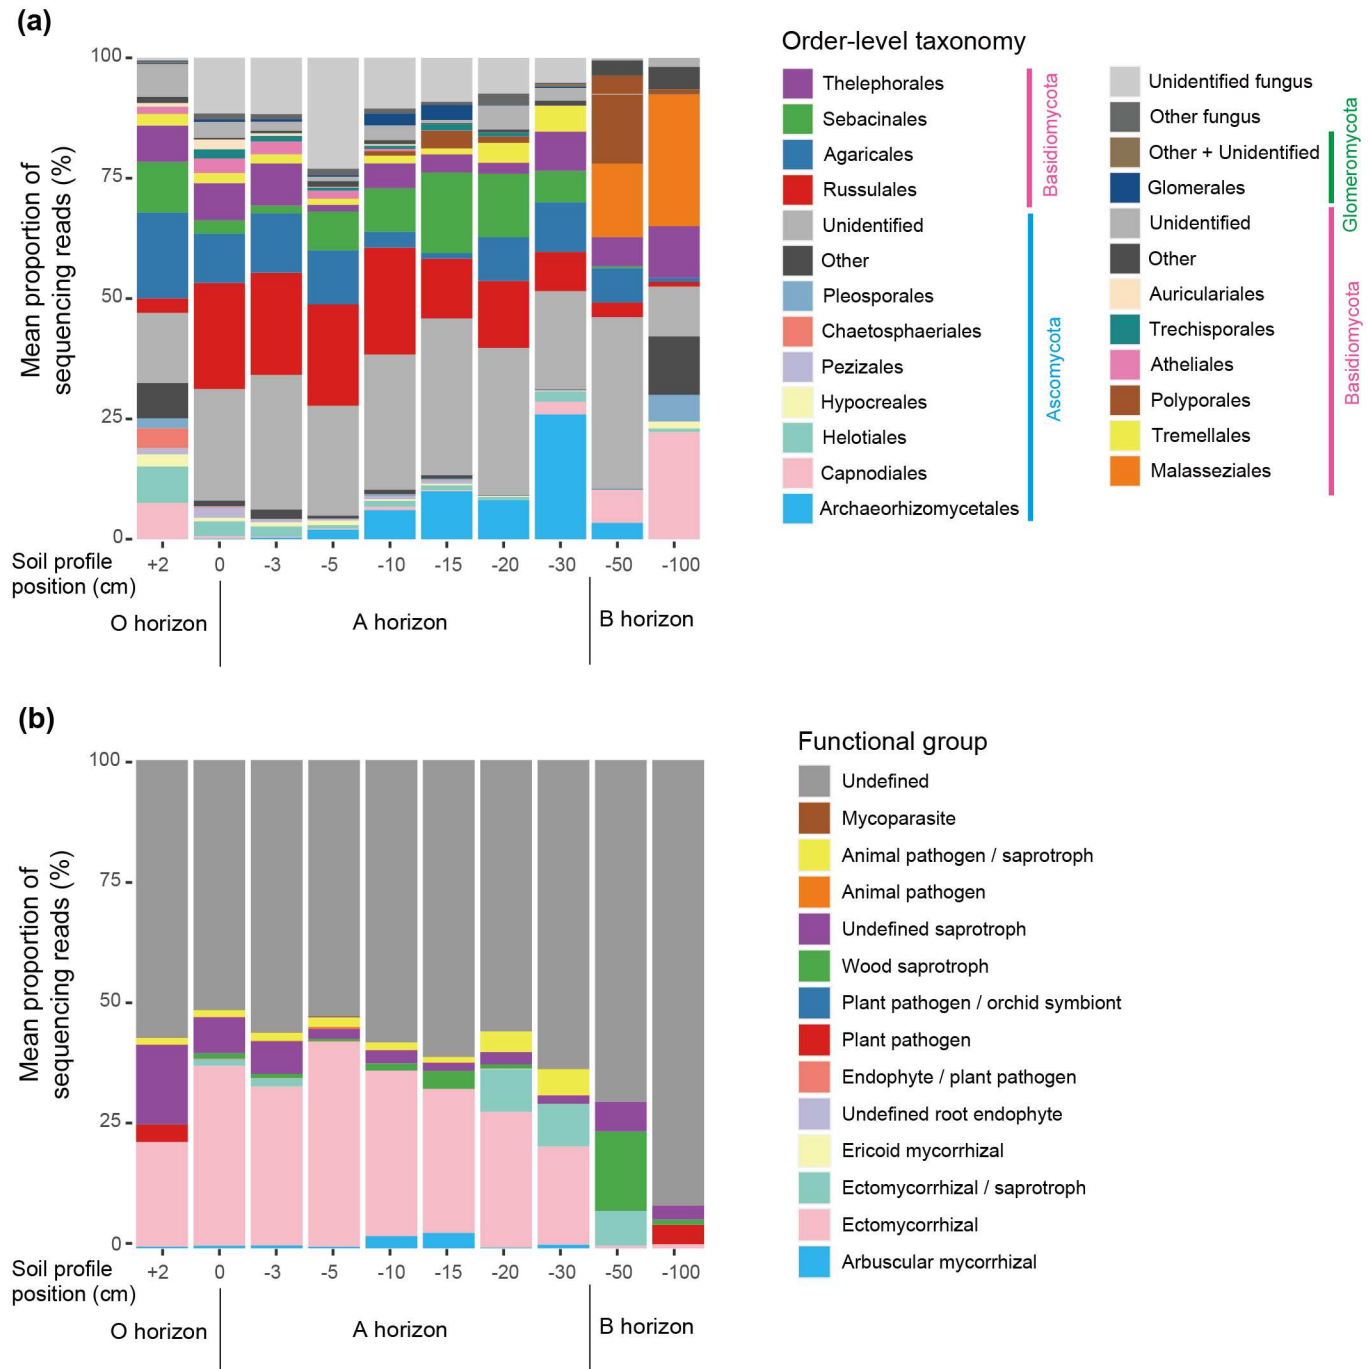 (a)
Mean proportion of
sequencing reads (%)
100
75
50
25
0
Soil profile
position (cm)
+2
0
-3
-5
-10
-15
-20
-30
-50
-100
O horizon
A horizon
B horizon
Order-level taxonomy
Thelephorales
Sebacinales
Agaricales
Russulales
Unidentified
Other
Pleosporales
Chaetosphaeriales
Pezizales
Hypocreales
Helotiales
Capnodiales
Archaeorhizomycetales
Basidiomycota
Ascomycota
Unidentified fungus
Other fungus
Other + Unidentified
Glomerales
Unidentified
Other
Auriculariales
Trechisporales
Atheliales
Polyporales
Tremellales
Malasseziales
Glomeromycota
Basidiomycota
(b)
Mean proportion of
sequencing reads (%)
100
75
50
25
0
Soil profile
position (cm)
+2
0
-3
-5
-10
-15
-20
-30
-50
-100
O horizon
A horizon
B horizon
Functional group
Undefined
Mycoparasite
Animal pathogen / saprotroph
Animal pathogen
Undefined saprotroph
Wood saprotroph
Plant pathogen / orchid symbiont
Plant pathogen
Endophyte / plant pathogen
Undefined root endophyte
Ericoid mycorrhizal
Ectomycorrhizal / saprotroph
Ectomycorrhizal
Arbuscular mycorrhizal